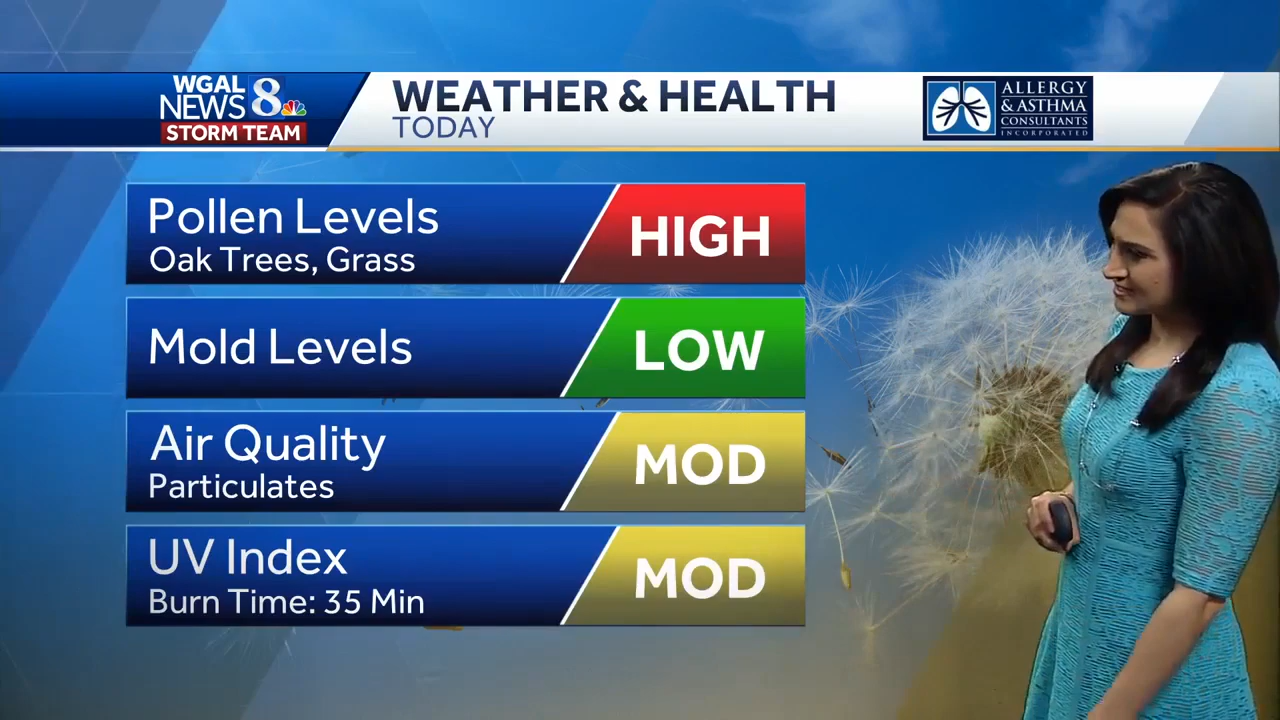 WGAL
NEWS 8
STORM TEAM
WEATHER & HEALTH
TODAY
ALLERGY
& ASTHMA
CONSULTANTS
INCORPORATED
Pollen Levels
Oak Trees, Grass
HIGH
Mold Levels
LOW
Air Quality
Particulates
MOD
UV Index
Burn Time: 35 Min
MOD